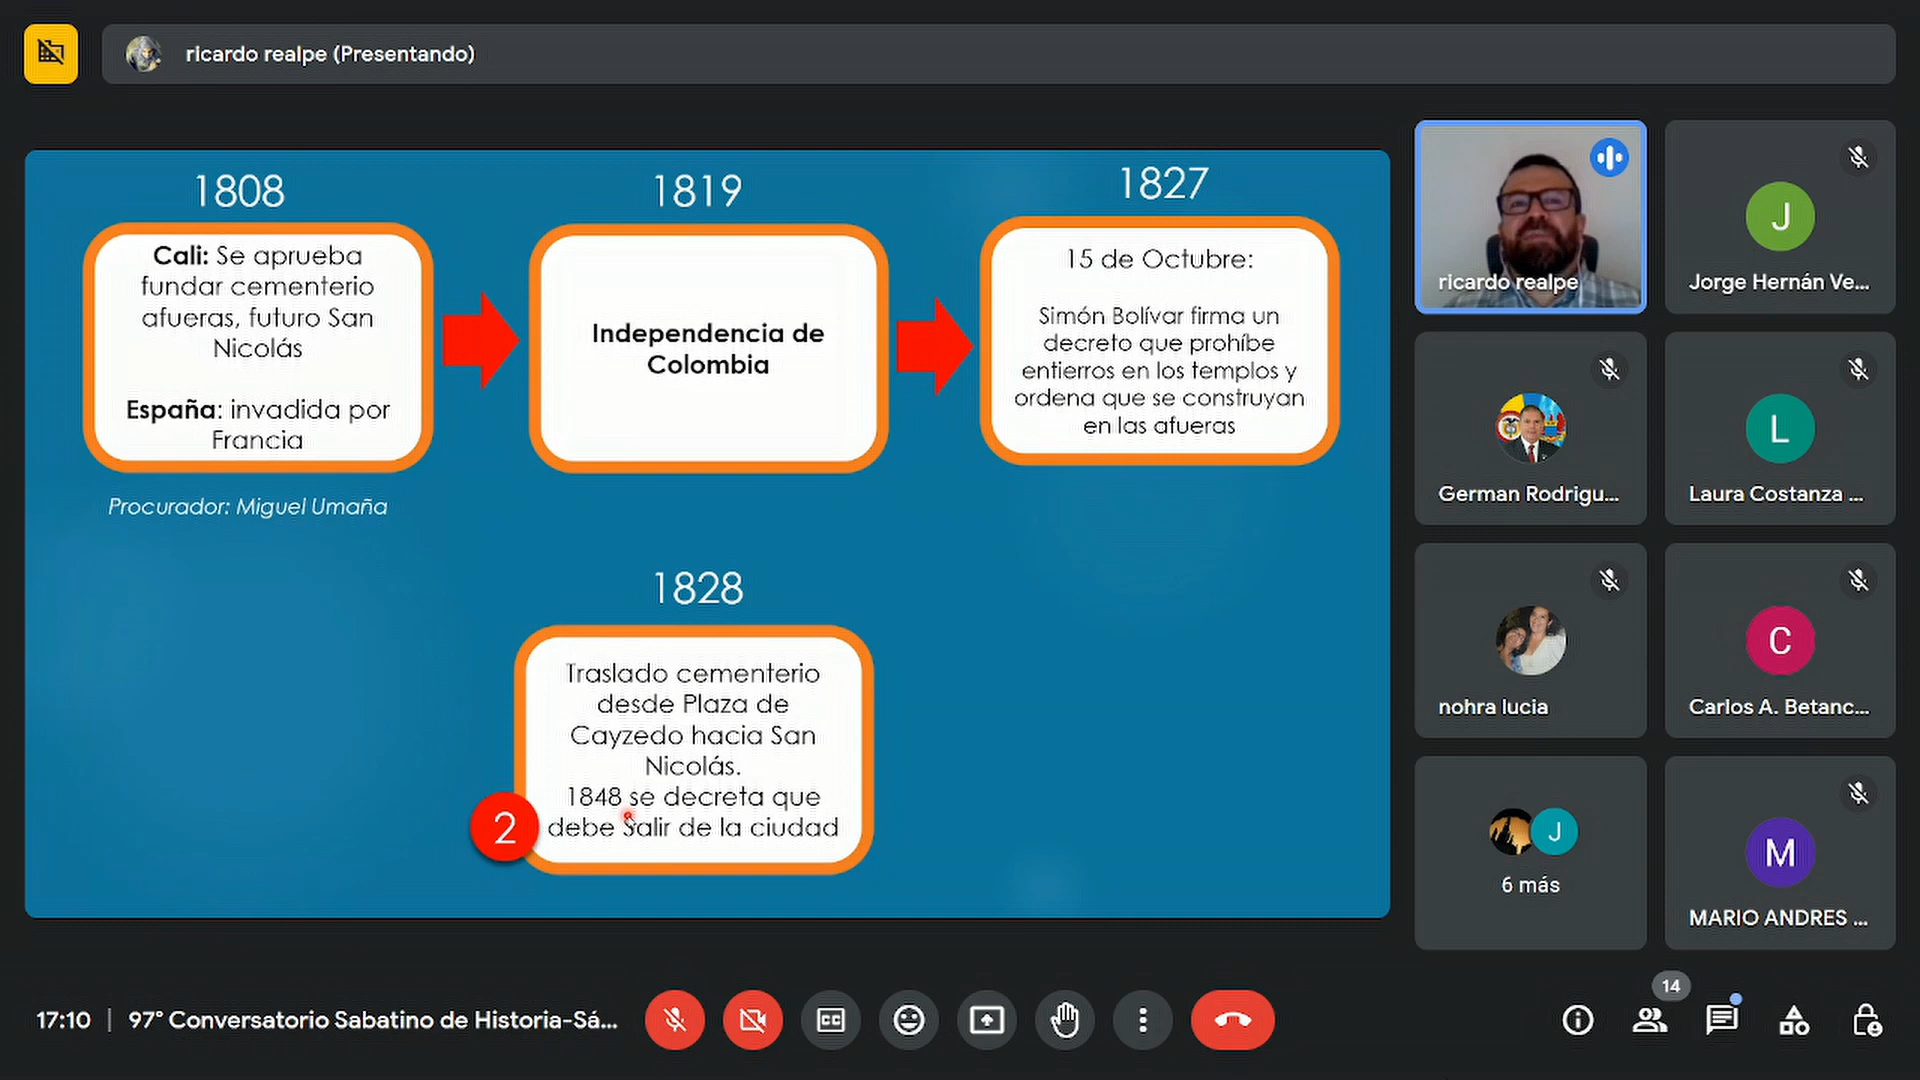 ricardo realpe (Presentando)
1808
Cali: Se aprueba
fundar cementerio
afueras, futuro San
Nicolás
España: invadida por
Francia
Procurador: Miguel Umaña
1819
Independencia de
Colombia
1827
15 de Octubre:
Simón Bolívar firma un
decreto que prohíbe
entierros en los templos y
ordena que se construyan
en las afueras
1828
Traslado cementerio
desde Plaza de
Cayzedo hacia San
Nicolás.
1848 se decreta que
debe Salir de la ciudad
2
ricardo realpe
J
Jorge Hernán Ve...
German Rodrigu...
L
Laura Costanza ...
nohra lucia
C
Carlos A. Betanc...
J
6 más
M
MARIO ANDRES ...
17:10
97° Conversatorio Sabatino de Historia-Sá...
CC
14